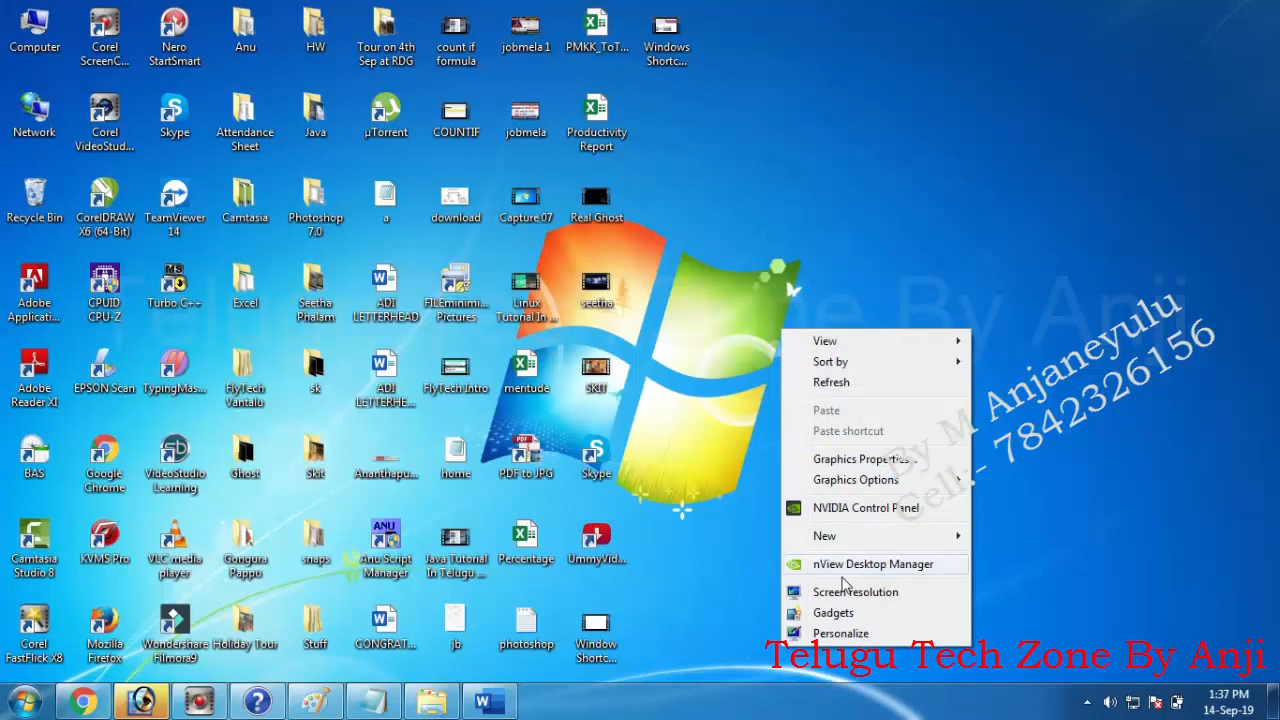 Computer
Corel
ScreenC...
Nero
StartSmart
Anu
HW
Tour on 4th
Sep at RDG
count if
formula
jobmela 1
PMKK_ToT...
Windows
Shortc...
Network
Corel
VideoStud...
Skype
Attendance
Sheet
Java
µTorrent
COUNTIF
jobmela
Productivity
Report
Recycle Bin
CorelDRAW
X6 (64-Bit)
TeamViewer
14
Camtasia
Photoshop
7.0
a
download
Capture 07
Real Ghost
Adobe
Applicati...
CPUID
CPU-Z
Turbo C++
Excel
Seetha
Phalam
ADI
LETTERHEAD
FILEminimi...
Pictures
Linux
Tutorial In ...
seetha
Telugu Tech Zone By Anji
Adobe
Reader XI
EPSON Scan
TypingMas...
FlyTech
Vantalu
sk
ADI
LETTERHE...
FlyTech Intro
meritude
SKIT
BAS
Google
Chrome
VideoStudio
Learning
Ghost
Skit
Ananthapu...
home
PDF to JPG
Skype
Camtasia
Studio 8
KVMS Pro
VLC media
player
Gongura
Pappu
snaps
Anu Script
Manager
Java Tutorial
In Telugu ...
Percentage
UmmyVid...
Corel
FastFlick X8
Mozilla
Firefox
Wondershare
Filmora9
Holiday Tour
Stuff
CONGRAT...
jb
photoshop
Window
Shortc...
View
Sort by
Refresh
Paste
Paste shortcut
Graphics Properties...
Graphics Options
NVIDIA Control Panel
New
nView Desktop Manager
Screen resolution
Gadgets
Personalize
By M Anjaneyulu
Cell:- 7842326156
Telugu Tech Zone By Anji
1:37 PM
14-Sep-19